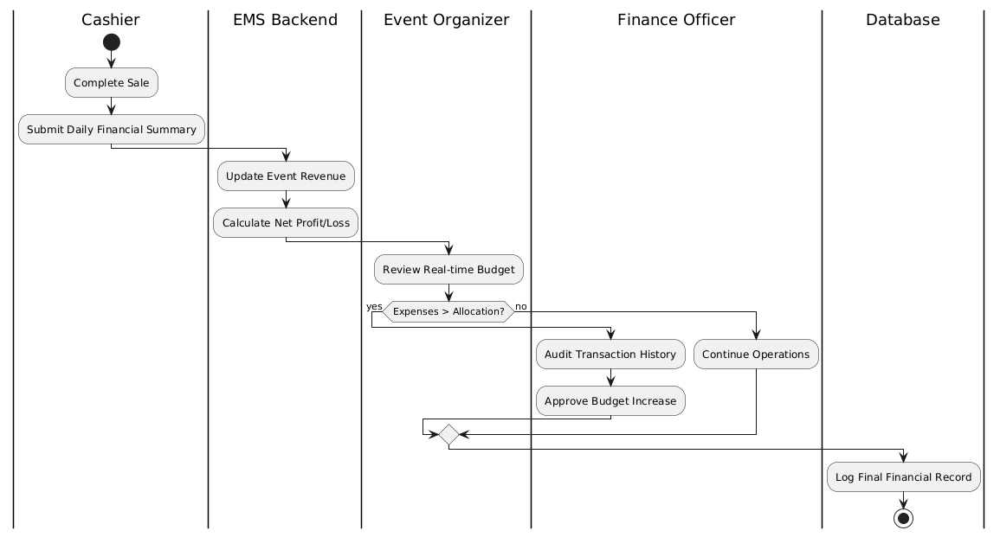 Cashier
EMS Backend
Event Organizer
Finance Officer
Database
Complete Sale
Submit Daily Financial Summary
Update Event Revenue
Calculate Net Profit/Loss
Review Real-time Budget
yes
Expenses > Allocation?
no
Audit Transaction History
Continue Operations
Approve Budget Increase
Log Final Financial Record